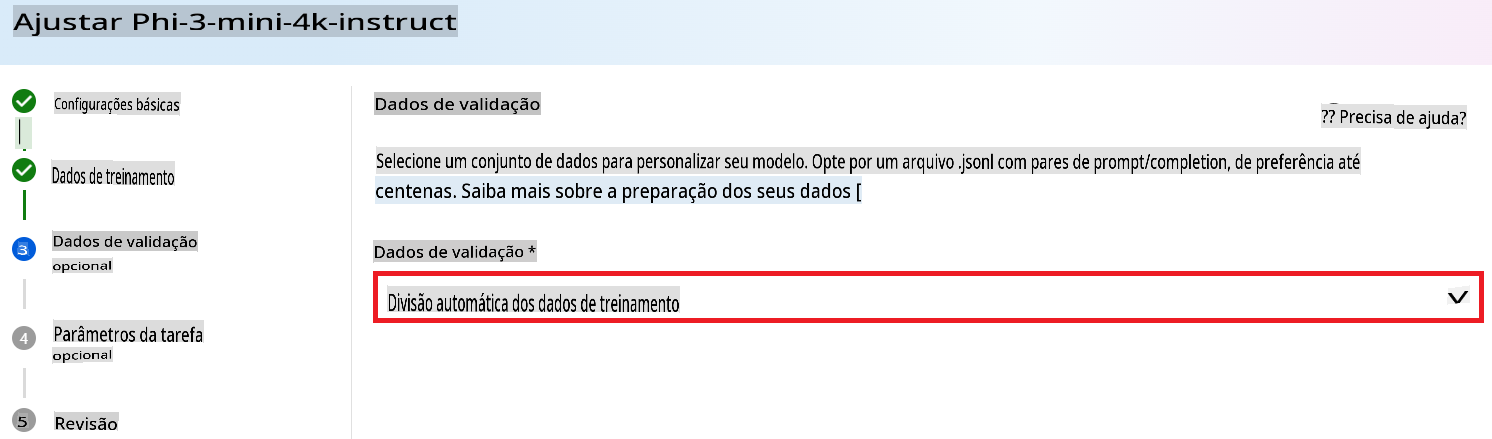 Ajustar Phi-3-mini-4k-instruct
Configurações básicas
Dados de treinamento
3
Dados de validação
opcional
4
Parâmetros da tarefa
opcional
5
Revisão
Dados de validação
?? Precisa de ajuda?
Selecione um conjunto de dados para personalizar seu modelo. Opte por um arquivo .jsonl com pares de prompt/completion, de preferência até
centenas. Saiba mais sobre a preparação dos seus dados [
Dados de validação *
Divisão automática dos dados de treinamento